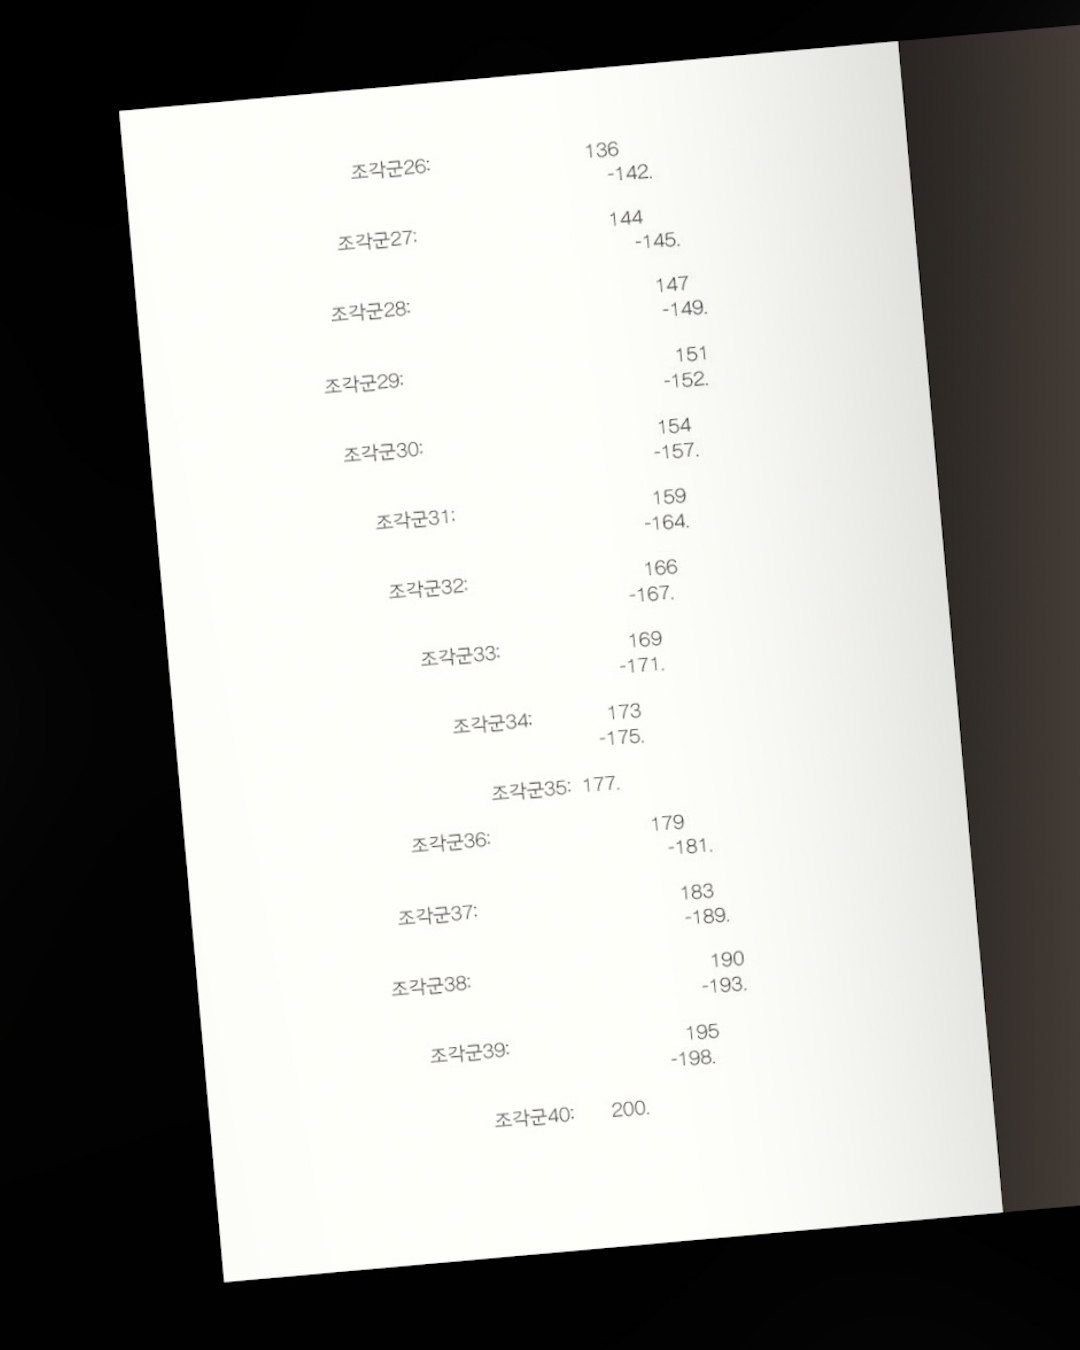 조각군26: 136
-142.
조각군27: 144
-145.
조각군28: 147
-149.
조각군29: 151
-152.
조각군30: 154
-157.
조각군31: 159
-164.
조각군32: 166
-167.
조각군33: 169
-171.
조각군34: 173
-175.
조각군35: 177.
조각군36: 179
-181.
조각군37: 183
-189.
조각군38: 190
-193.
조각군39: 195
-198.
조각군40: 200.